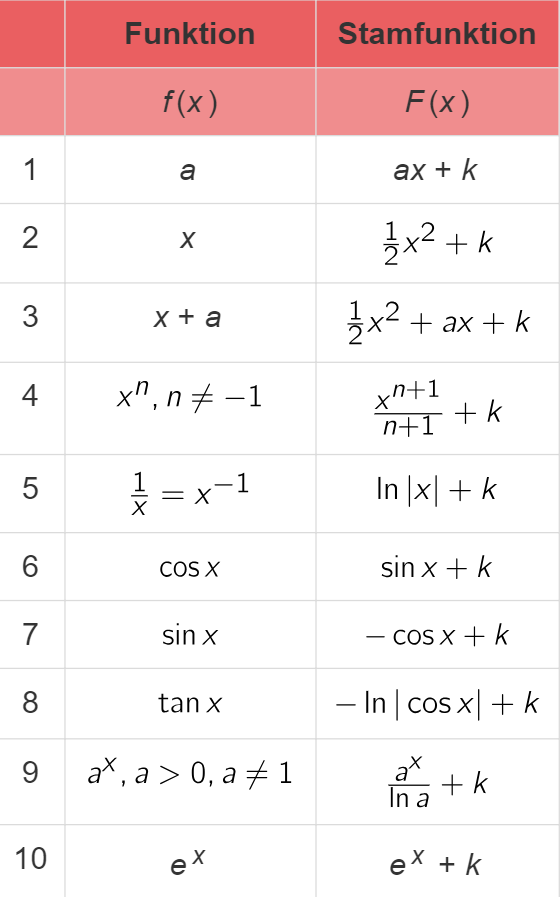 Funktion Stamfunktion
f(x) F(x)
1 a ax + k
2 x \frac{1}{2}x^2 + k
3 x + a \frac{1}{2}x^2 + ax + k
4 x^n, n ≠ −1 \frac{x^{n+1}}{n+1} + k
5 \frac{1}{x} = x^{−1} ln |x| + k
6 cos x sin x + k
7 sin x − cos x + k
8 tan x − ln | cos x| + k
9 a^x, a > 0, a ≠ 1 \frac{a^x}{ln a} + k
10 e^x e^x + k